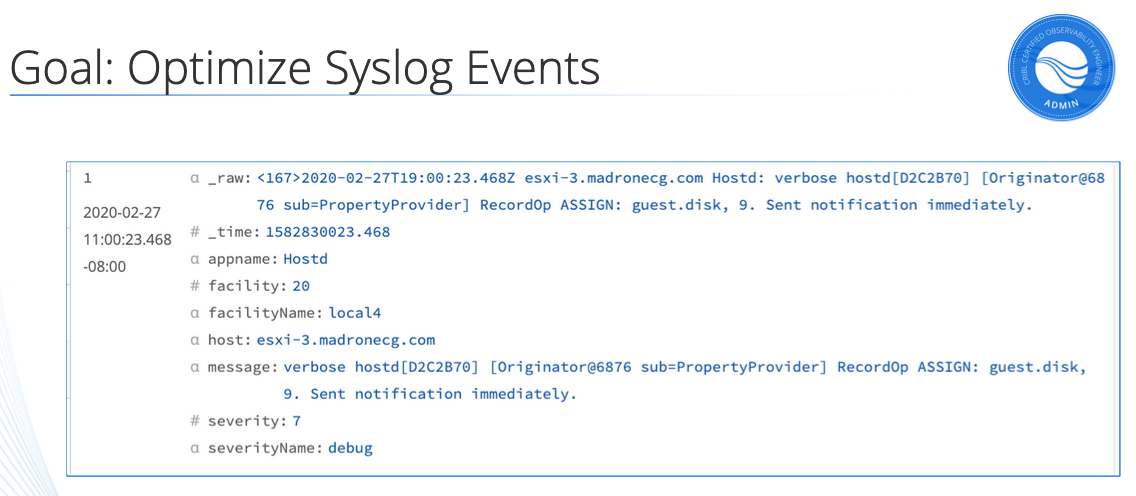 Goal: Optimize Syslog Events
CRIBL CERTIFIED OBSERVABILITY ENGINEER
ADMIN
1
2020-02-27
11:00:23.468
-08:00
α _raw: <167>2020-02-27T19:00:23.468Z esxi-3.madronecg.com Hostd: verbose hostd[D2C2B70] [Originator@68
76 sub=PropertyProvider] RecordOp ASSIGN: guest.disk, 9. Sent notification immediately.
# _time: 1582830023.468
α appname: Hostd
# facility: 20
α facilityName: local4
α host: esxi-3.madronecg.com
α message: verbose hostd[D2C2B70] [Originator@6876 sub=PropertyProvider] RecordOp ASSIGN: guest.disk,
9. Sent notification immediately.
# severity: 7
α severityName: debug